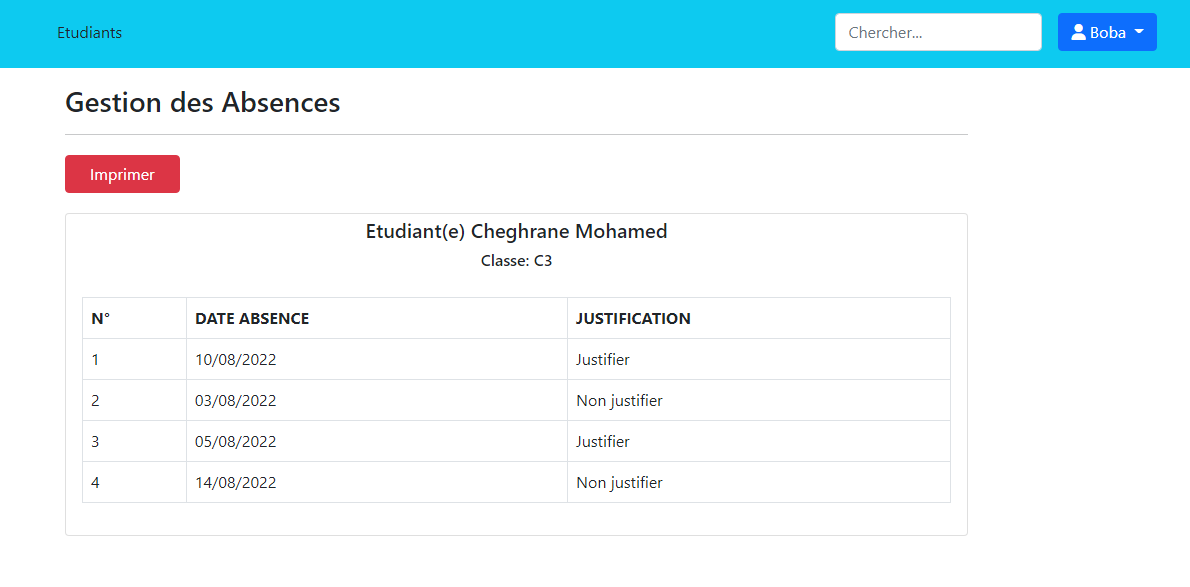 Etudiants Chercher... Boba
Gestion des Absences
Imprimer
Etudiant(e) Cheghrane Mohamed
Classe: C3
N° DATE ABSENCE JUSTIFICATION
1 10/08/2022 Justifier
2 03/08/2022 Non justifier
3 05/08/2022 Justifier
4 14/08/2022 Non justifier